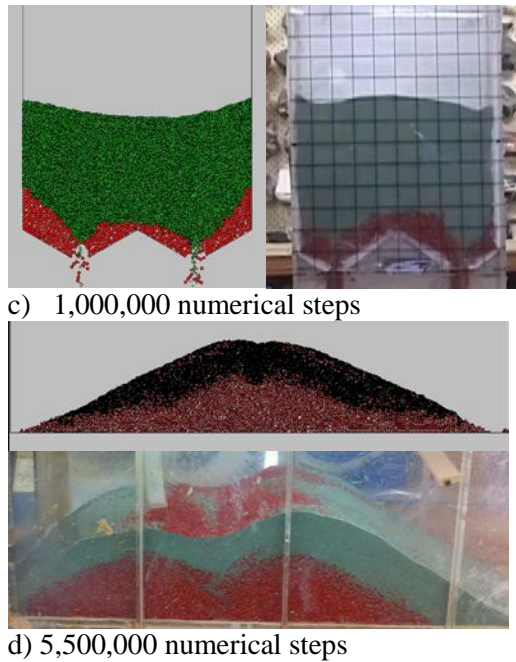 c) 1,000,000 numerical steps
d) 5,500,000 numerical steps